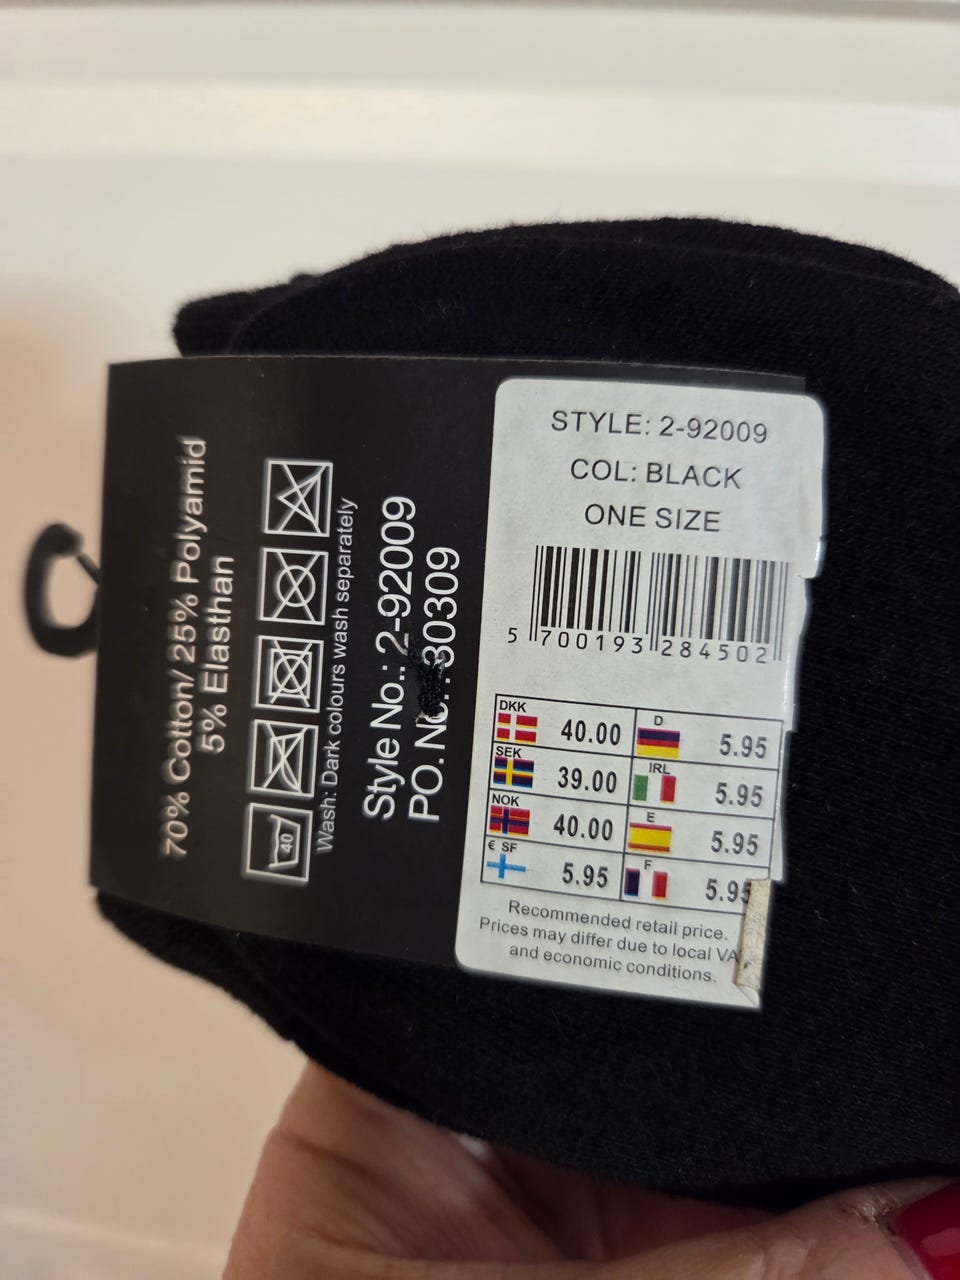 70% Cotton/ 25% Polyamid
5% Elasthan
40
Wash: Dark colours wash separately
Style No.: 2-92009
PO.No.: 30309
STYLE: 2-92009
COL: BLACK
ONE SIZE
5 700193 284502
DKK 40.00 D 5.95
SEK 39.00 IRL 5.95
NOK 40.00 E 5.95
€ SF 5.95 F 5.95
Recommended retail price.
Prices may differ due to local VA
and economic conditions.